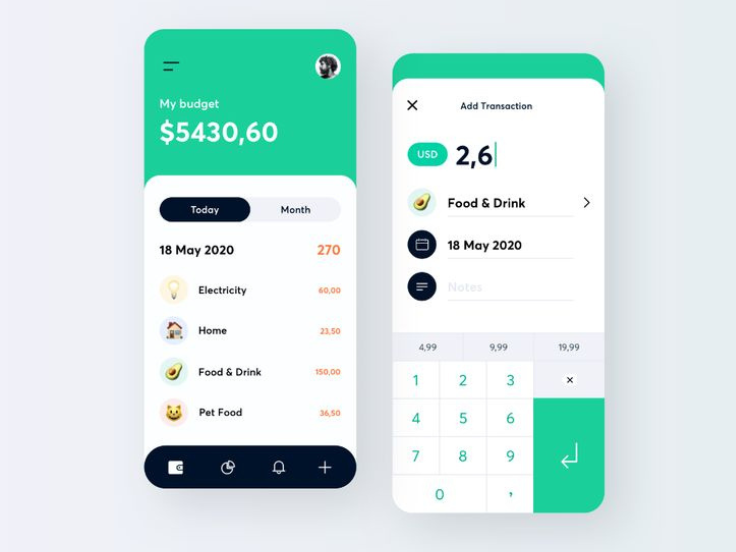 My budget
$5430,60
Today Month
18 May 2020 270
Electricity 60,00
Home 23,50
Food & Drink 150,00
Pet Food 36,50
Add Transaction
USD 2,6
Food & Drink
18 May 2020
Notes
4,99 9,99 19,99
1 2 3
4 5 6
7 8 9
0 ,